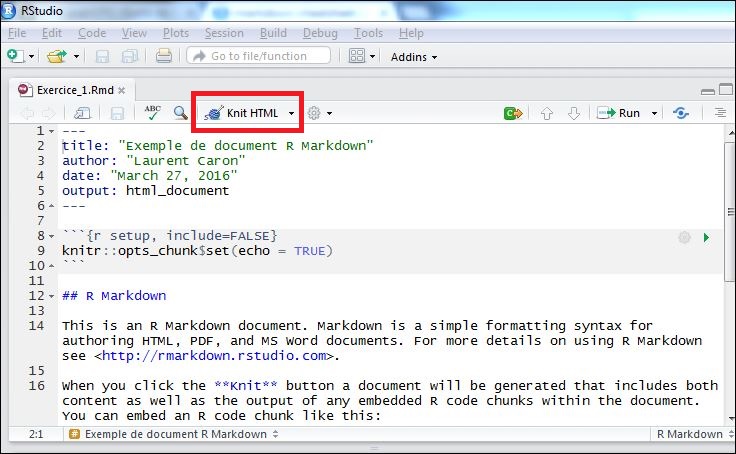 RStudio
File Edit Code View Plots Session Build Debug Tools Help
Go to file/function Addins
Exercice_1.Rmd
ABC Knit HTML Run
1 ---
2 title: "Exemple de document R Markdown"
3 author: "Laurent Caron"
4 date: "March 27, 2016"
5 output: html_document
6 ---
7
8 ```{r setup, include=FALSE}
9 knitr::opts_chunk$set(echo = TRUE)
10 ```
11
12 ## R Markdown
13
14 This is an R Markdown document. Markdown is a simple formatting syntax for
authoring HTML, PDF, and MS Word documents. For more details on using R Markdown
see <http://rmarkdown.rstudio.com>.
15
16 When you click the **Knit** button a document will be generated that includes both
content as well as the output of any embedded R code chunks within the document.
You can embed an R code chunk like this:
2:1 # Exemple de document R Markdown R Markdown